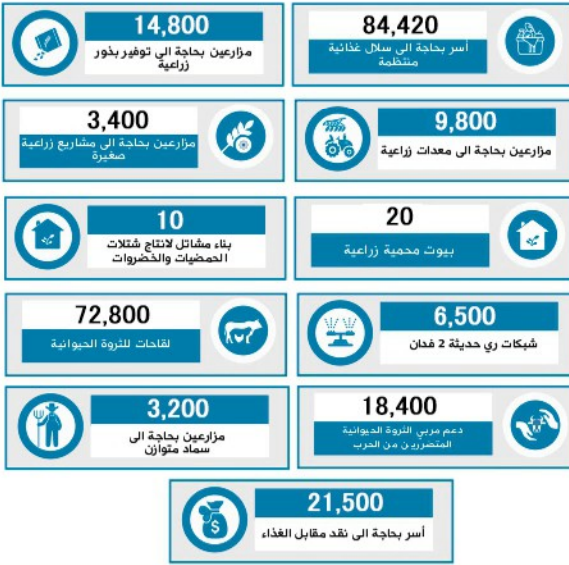 84,420
أسر بحاجة الى سلال غذائية
منتظمة
14,800
مزارعين بحاجة الى توفير بذور
زراعية
9,800
مزارعين بحاجة الى معدات زراعية
3,400
مزارعين بحاجة الى مشاريع زراعية
صغيرة
20
بيوت محمية زراعية
10
بناء مشاتل لانتاج شتلات
الحمضيات والخضروات
6,500
شبكات ري حديثة 2 فدان
72,800
لقاحات للثروة الحيوانية
18,400
دعم مربي الثروة الحيوانية
المتضررين من الحرب
3,200
مزارعين بحاجة الى
سماد متوازن
21,500
أسر بحاجة الى نقد مقابل الغذاء